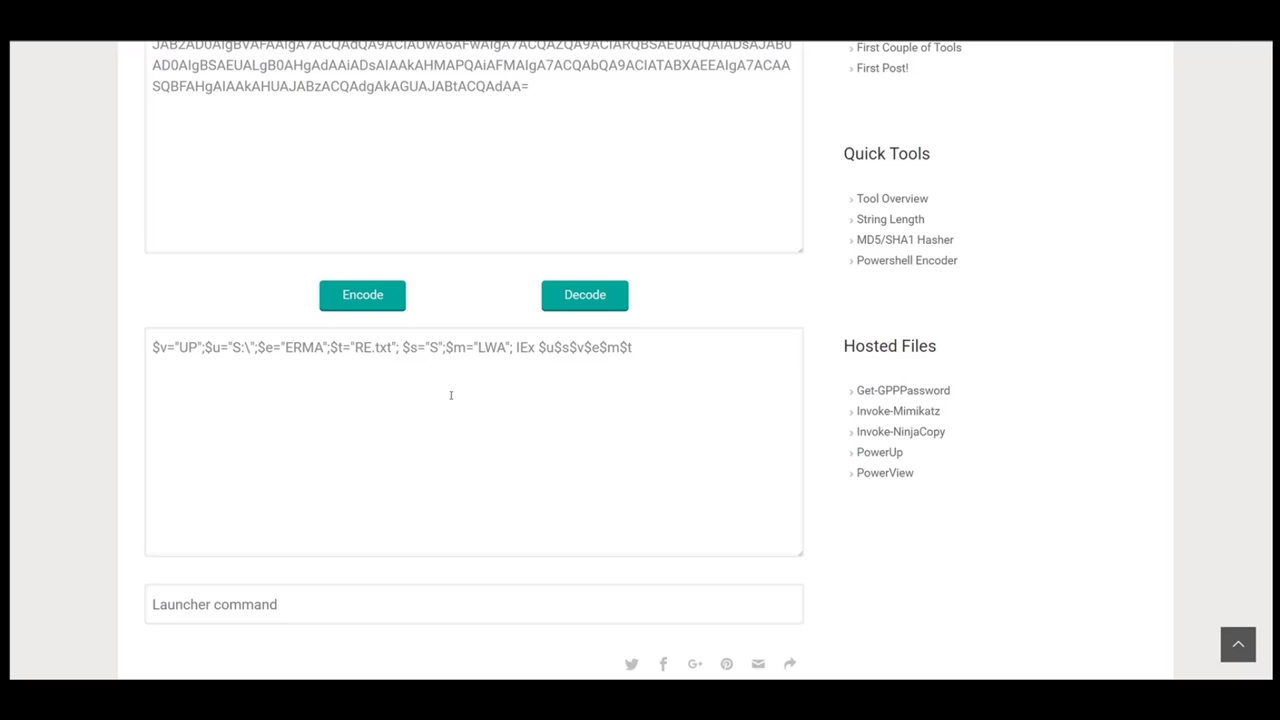 JAB2AD0AIgBVAFAAIgA7ACQAdQA9ACIAUwA6AFwAIgA7ACQAZQA9ACIARQBSAE0AQQAiADsAJAB0
AD0AIgBSAEUALgB0AHgAdAAiADsAIAAkAHMAPQAiAFMAIgA7ACQAbQA9ACIATABXAEEAIgA7ACAA
SQBFAHgAIAAkAHUAJABzACQAdgAkAGUAJABtACQAdAA=
First Couple of Tools
First Post!
Quick Tools
Tool Overview
String Length
MD5/SHA1 Hasher
Powershell Encoder
Encode
Decode
$v="UP";$u="S:\";$e="ERMA";$t="RE.txt"; $s="S";$m="LWA"; IEx $u$s$v$e$m$t
Hosted Files
Get-GPPPassword
Invoke-Mimikatz
Invoke-NinjaCopy
PowerUp
PowerView
Launcher command